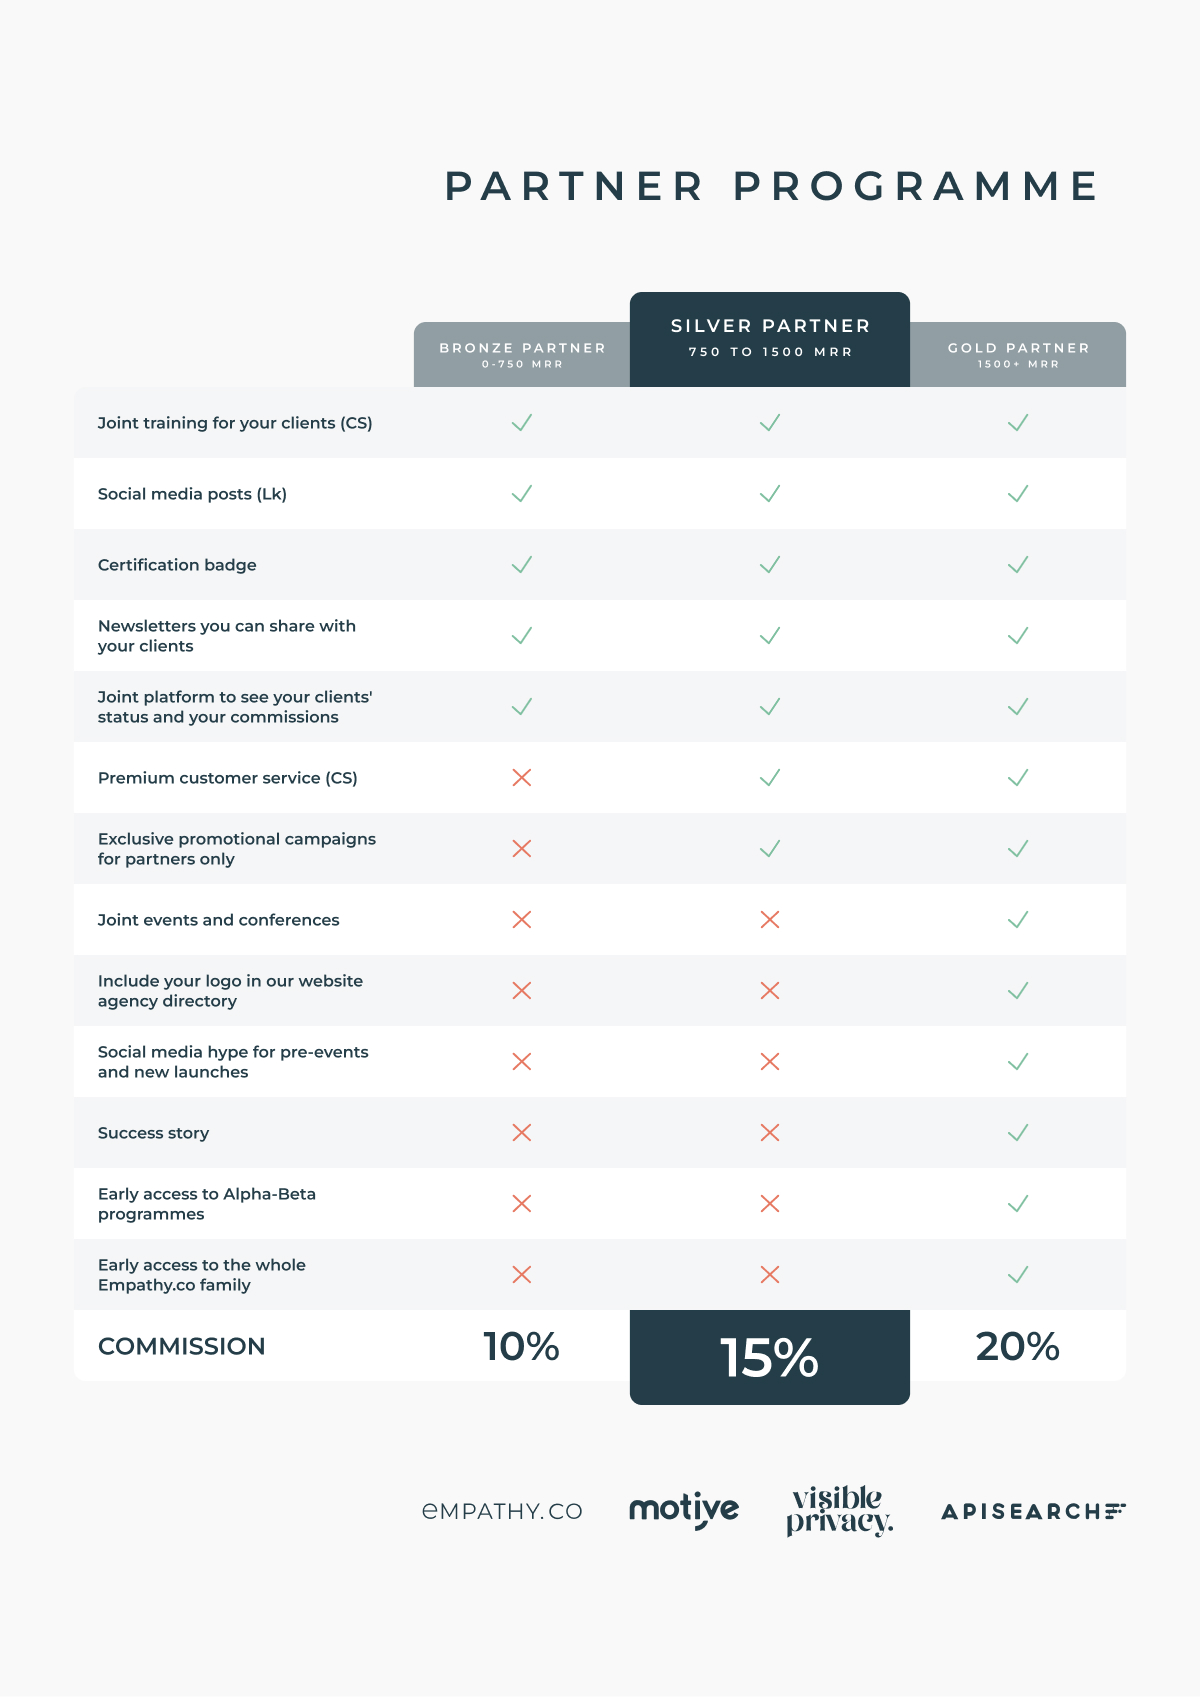 PARTNER PROGRAMME
BRONZE PARTNER
0-750 MRR
SILVER PARTNER
750 TO 1500 MRR
GOLD PARTNER
1500+ MRR
Joint training for your clients (CS)
Social media posts (Lk)
Certification badge
Newsletters you can share with
your clients
Joint platform to see your clients'
status and your commissions
Premium customer service (CS)
Exclusive promotional campaigns
for partners only
Joint events and conferences
Include your logo in our website
agency directory
Social media hype for pre-events
and new launches
Success story
Early access to Alpha-Beta
programmes
Early access to the whole
Empathy.co family
COMMISSION 10% 15% 20%
eMPATHY.CO
motive
visible
privacy.
APISEARCH